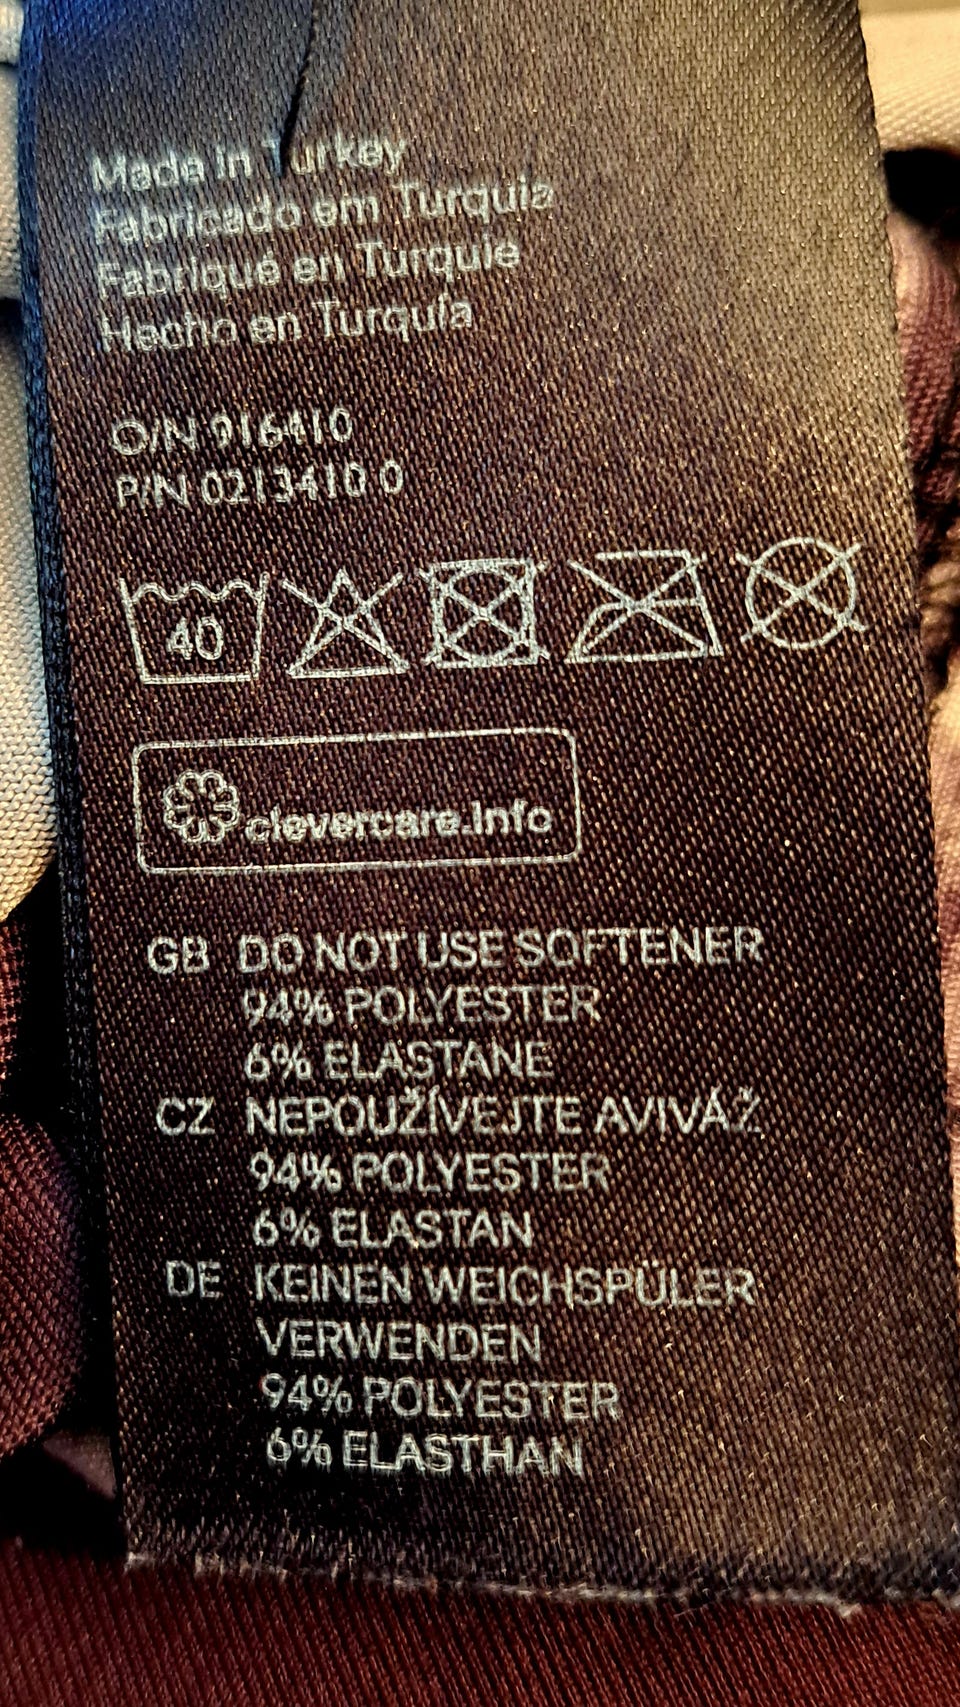 Made in Turkey
Fabricado em Turquia
Fabriqué en Turquie
Hecho en Turquía
O/N 916410
P/N 0213410 0
40
clevercare.info
GB DO NOT USE SOFTENER
94% POLYESTER
6% ELASTANE
CZ NEPOUŽÍVEJTE AVIVÁŽ
94% POLYESTER
6% ELASTAN
DE KEINEN WEICHSPÜLER
VERWENDEN
94% POLYESTER
6% ELASTHAN